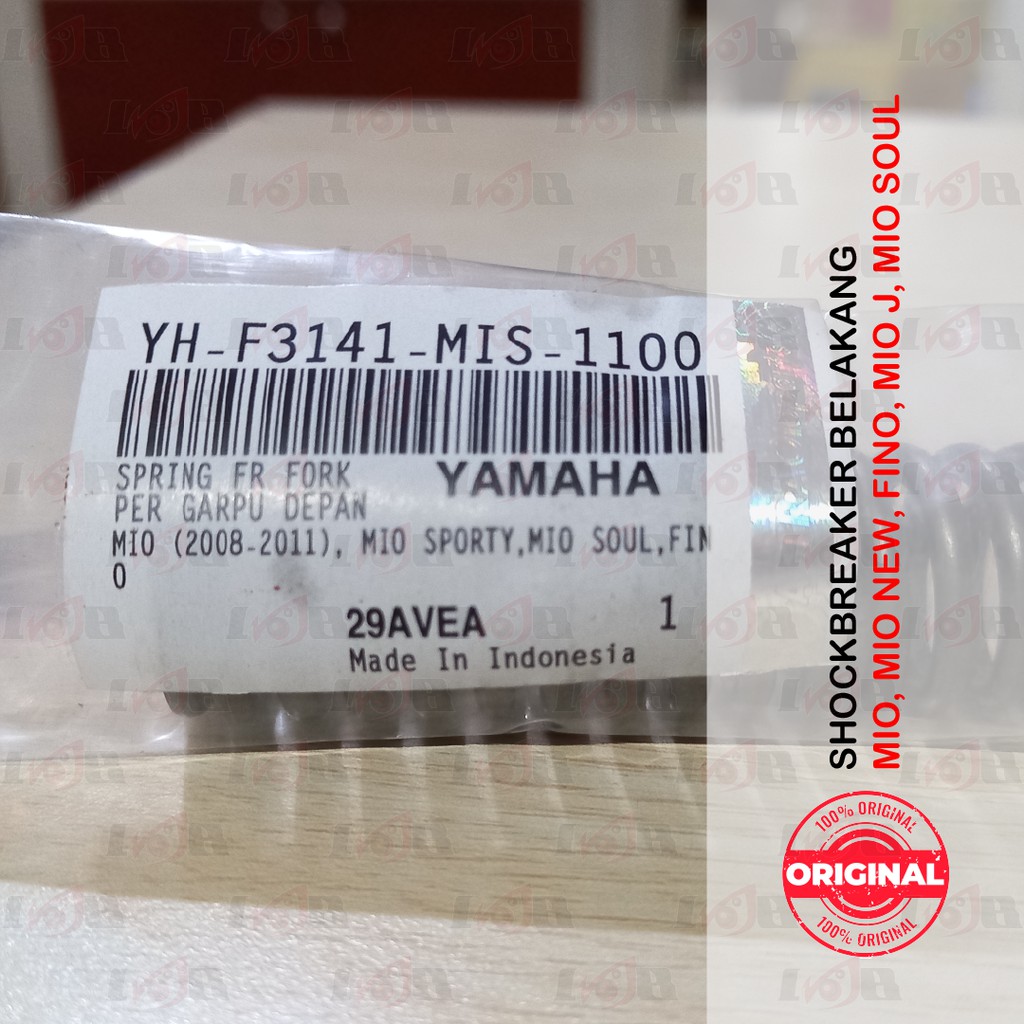 YH-F3141-MIS-1100
SPRING FR FORK YAMAHA
PER GARPU DEPAN
MIO (2008-2011), MIO SPORTY,MIO SOUL,FIN
O
29AVEA 1
Made In Indonesia
SHOCKBREAKER BELAKANG
MIO, MIO NEW, FINO, MIO J, MIO SOUL
100% ORIGINAL
ORIGINAL
100% ORIGINAL